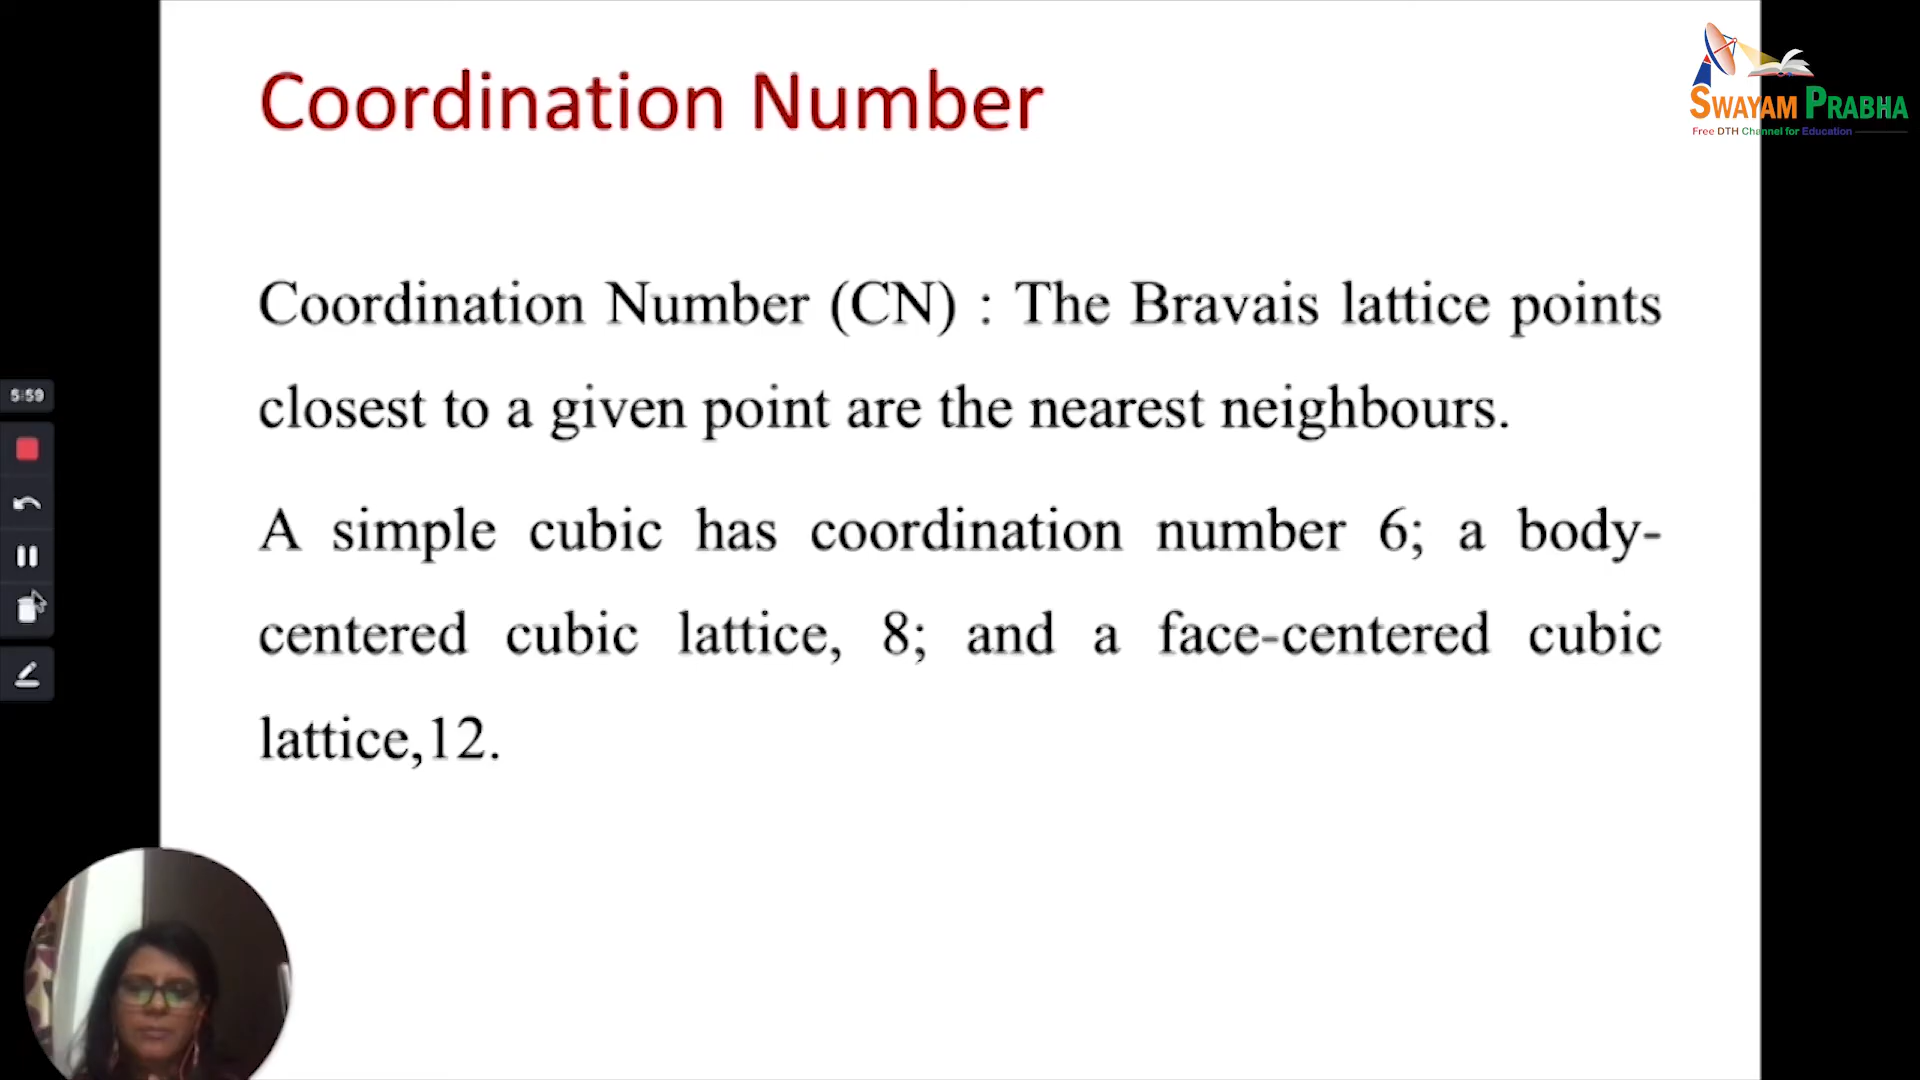 Coordination Number
SWAYAM PRABHA
Free DTH Channel for Education
Coordination Number (CN) : The Bravais lattice points
closest to a given point are the nearest neighbours.
5:59
A simple cubic has coordination number 6; a body-
centered cubic lattice, 8; and a face-centered cubic
lattice,12.